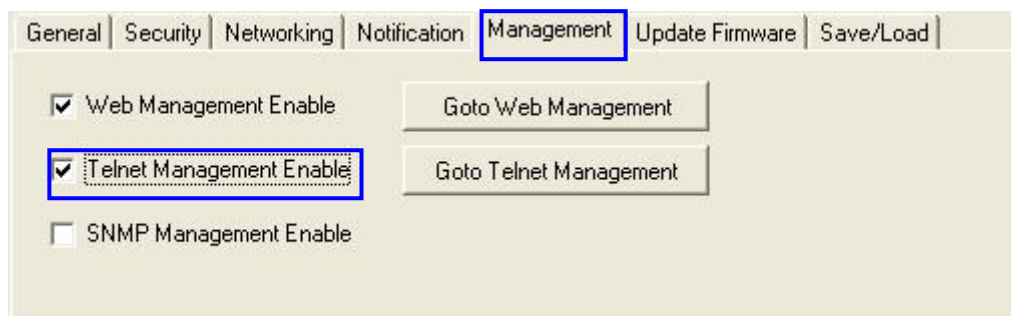 General Security Networking Notification Management Update Firmware Save/Load
Web Management Enable Goto Web Management
Telnet Management Enable Goto Telnet Management
SNMP Management Enable